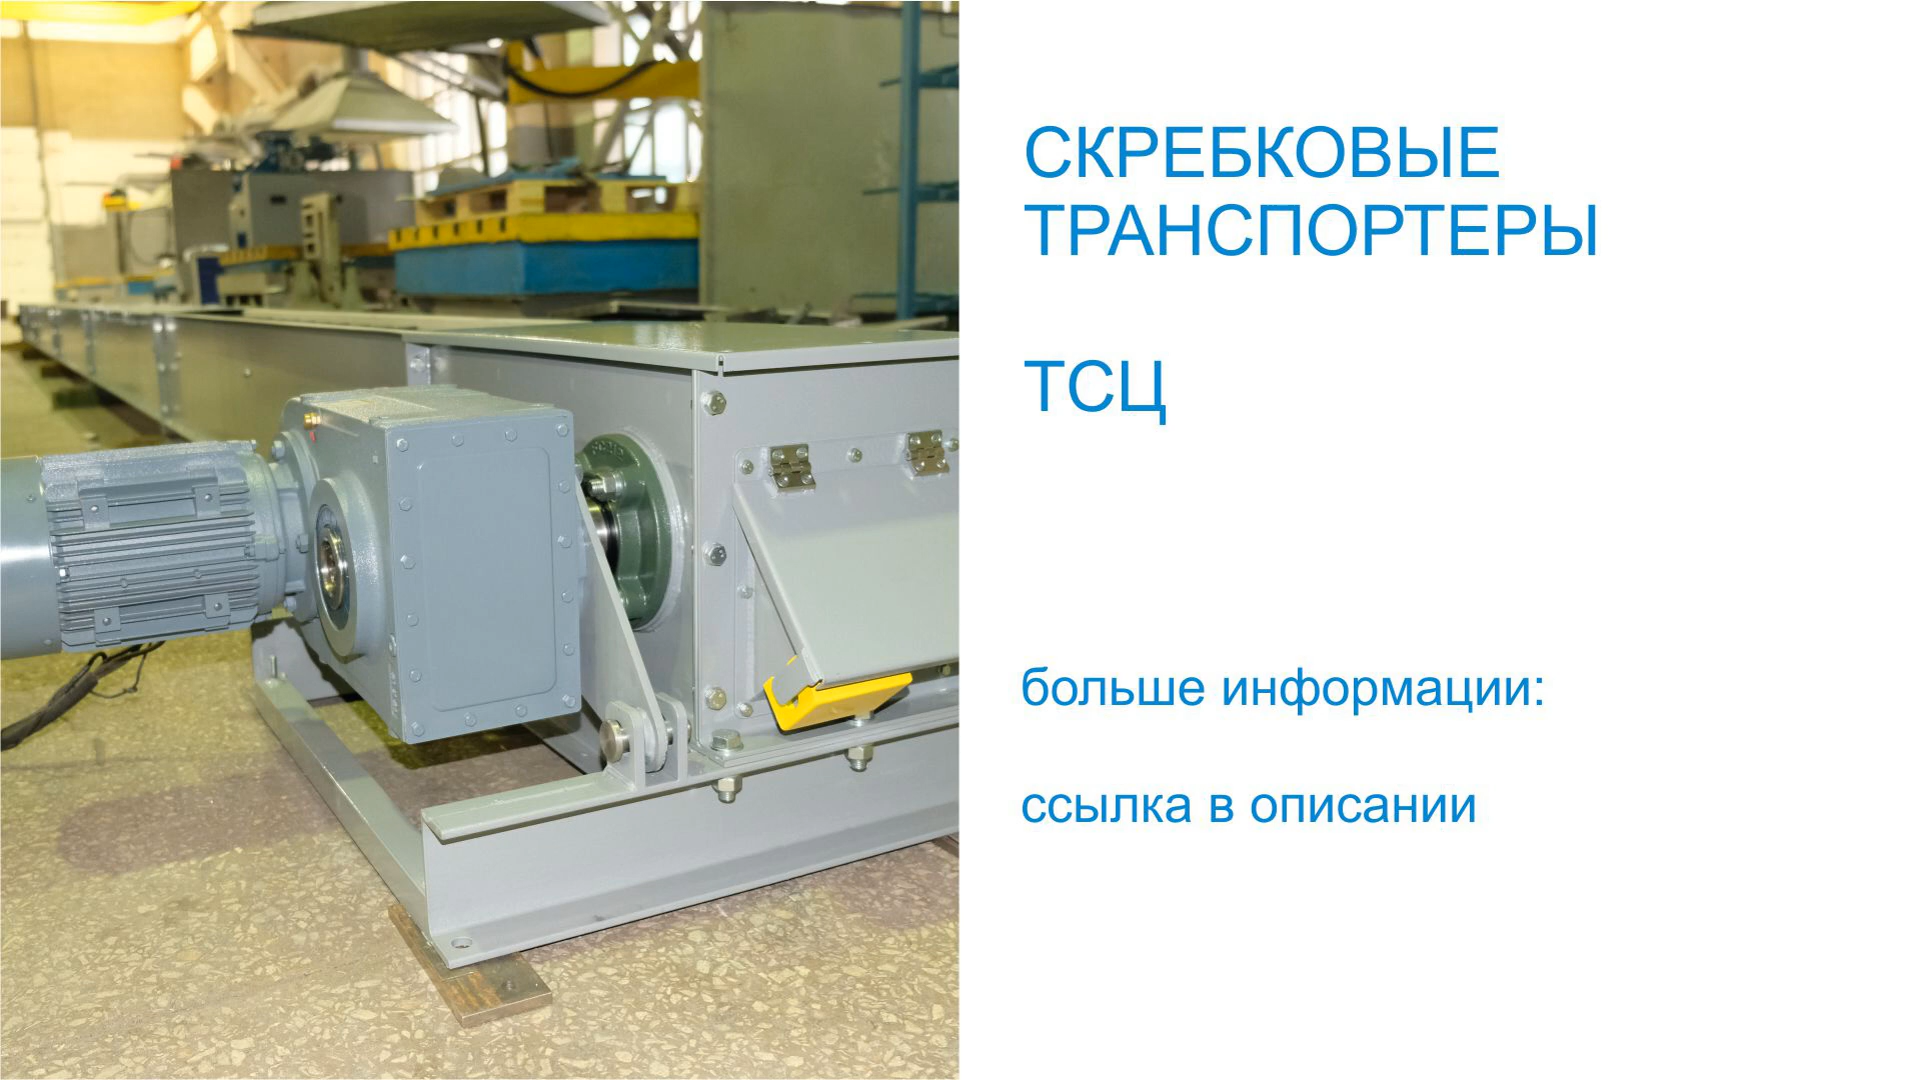 СКРЕБКОВЫЕ
ТРАНСПОРТЕРЫ
ТСЦ
больше информации:
ссылка в описании